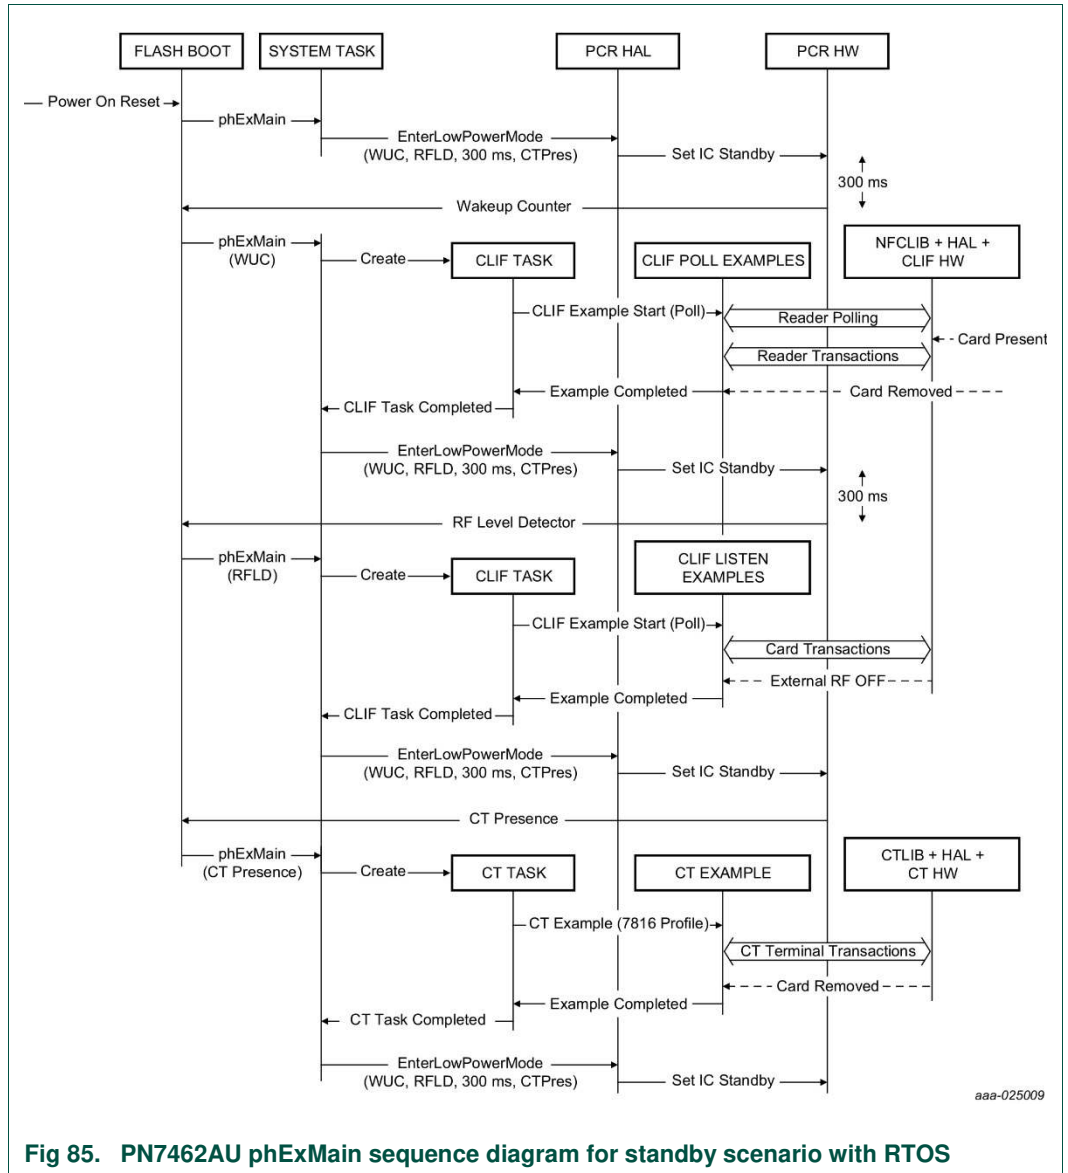 FLASH BOOT
SYSTEM TASK
PCR HAL
PCR HW
Power On Reset
phExMain
EnterLowPowerMode
(WUC, RFLD, 300 ms, CTPres)
Set IC Standby
300 ms
Wakeup Counter
phExMain
(WUC)
Create
CLIF TASK
CLIF POLL EXAMPLES
NFCLIB + HAL +
CLIF HW
CLIF Example Start (Poll)
Reader Polling
Card Present
Reader Transactions
Example Completed
Card Removed
CLIF Task Completed
EnterLowPowerMode
(WUC, RFLD, 300 ms, CTPres)
Set IC Standby
300 ms
RF Level Detector
phExMain
(RFLD)
Create
CLIF TASK
CLIF LISTEN
EXAMPLES
CLIF Example Start (Poll)
Card Transactions
External RF OFF
Example Completed
CLIF Task Completed
EnterLowPowerMode
(WUC, RFLD, 300 ms, CTPres)
Set IC Standby
CT Presence
phExMain
(CT Presence)
Create
CT TASK
CT EXAMPLE
CTLIB + HAL +
CT HW
CT Example (7816 Profile)
CT Terminal Transactions
Card Removed
Example Completed
CT Task Completed
EnterLowPowerMode
(WUC, RFLD, 300 ms, CTPres)
Set IC Standby
aaa-025009
Fig 85. PN7462AU phExMain sequence diagram for standby scenario with RTOS